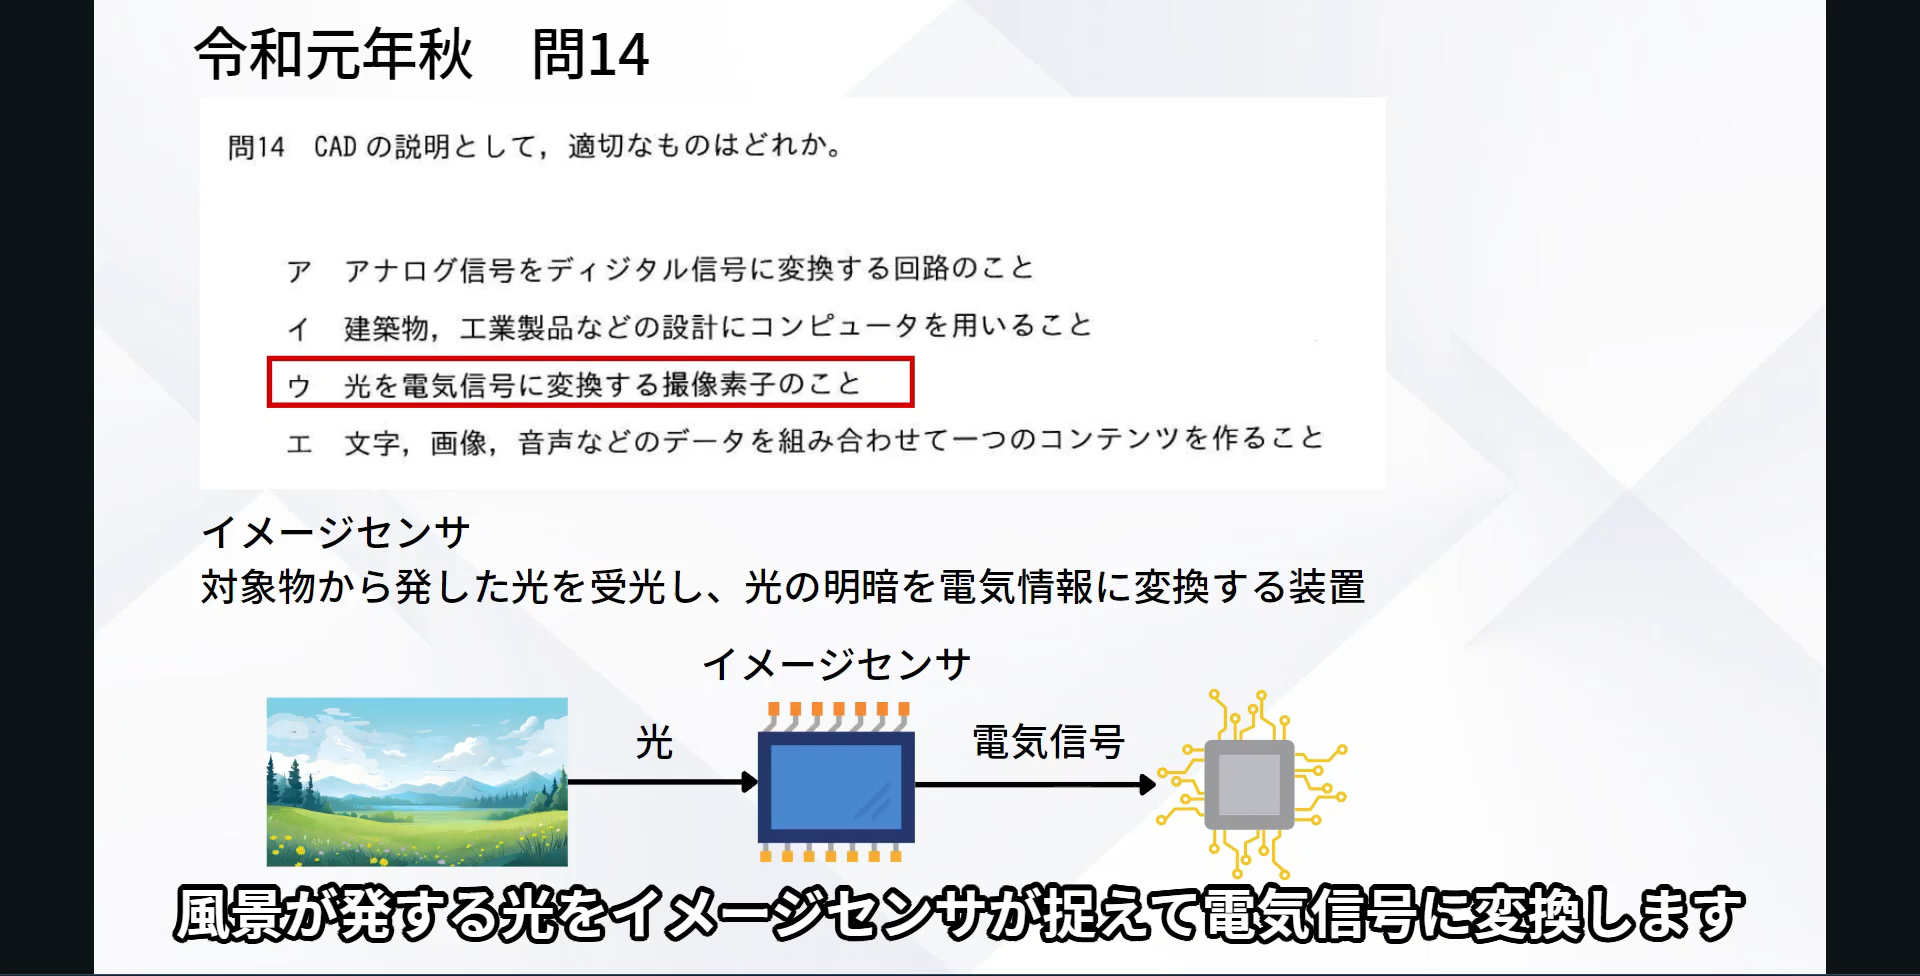 令和元年秋　問14
問14　CAD の説明として，適切なものはどれか。
ア　アナログ信号をディジタル信号に変換する回路のこと
イ　建築物，工業製品などの設計にコンピュータを用いること
ウ　光を電気信号に変換する撮像素子のこと
エ　文字，画像，音声などのデータを組み合わせて一つのコンテンツを作ること
イメージセンサ
対象物から発した光を受光し、光の明暗を電気情報に変換する装置
イメージセンサ
光
電気信号
風景が発する光をイメージセンサが捉えて電気信号に変換します